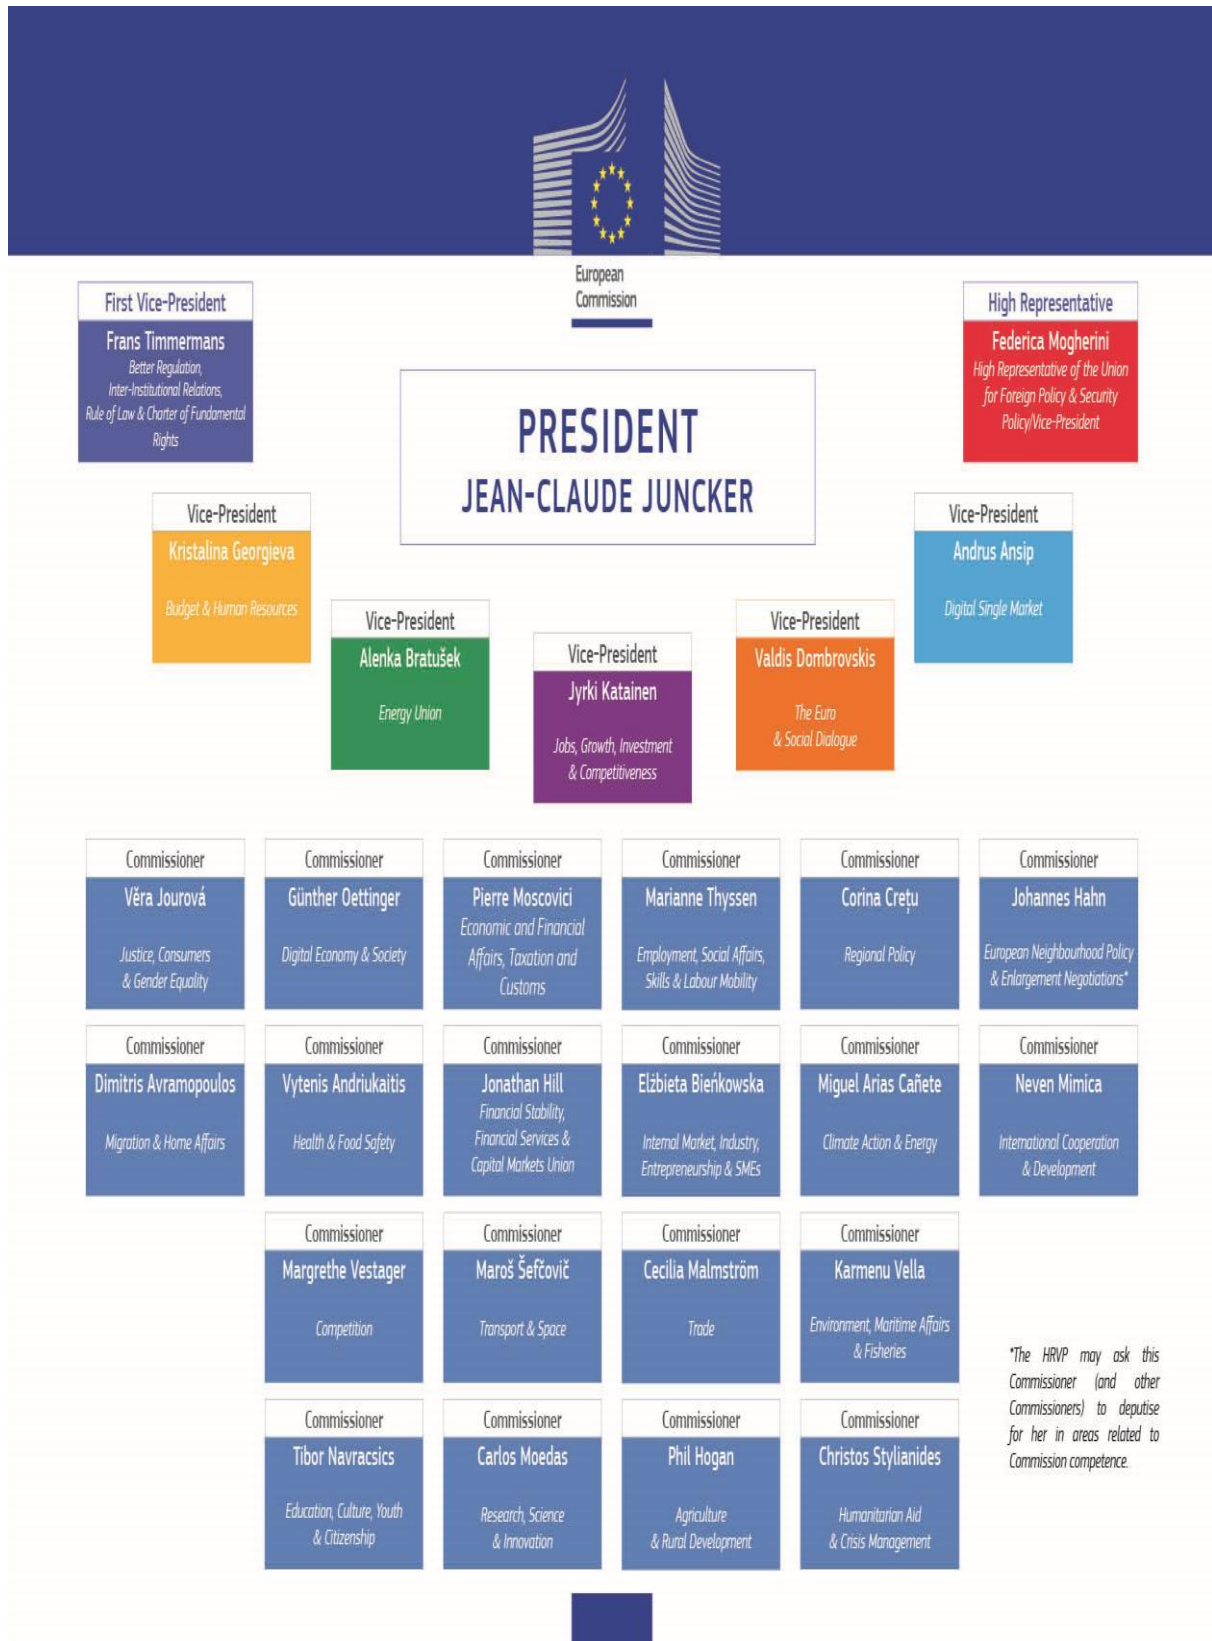 European
Commission
First Vice-President
Frans Timmermans
Better Regulation,
Inter-Institutional Relations,
Rule of Law & Charter of Fundamental
Rights
High Representative
Federica Mogherini
High Representative of the Union
for Foreign Policy & Security
Policy/Vice-President
PRESIDENT
JEAN-CLAUDE JUNCKER
Vice-President
Kristalina Georgieva
Budget & Human Resources
Vice-President
Andrus Ansip
Digital Single Market
Vice-President
Alenka Bratušek
Energy Union
Vice-President
Jyrki Katainen
Jobs, Growth, Investment
& Competitiveness
Vice-President
Valdis Dombrovskis
The Euro
& Social Dialogue
Commissioner
Věra Jourová
Justice, Consumers
& Gender Equality
Commissioner
Günther Oettinger
Digital Economy & Society
Commissioner
Pierre Moscovici
Economic and Financial
Affairs, Taxation and
Customs
Commissioner
Marianne Thyssen
Employment, Social Affairs,
Skills & Labour Mobility
Commissioner
Corina Crețu
Regional Policy
Commissioner
Johannes Hahn
European Neighbourhood Policy
& Enlargement Negotiations*
Commissioner
Dimitris Avramopoulos
Migration & Home Affairs
Commissioner
Vytenis Andriukaitis
Health & Food Safety
Commissioner
Jonathan Hill
Financial Stability,
Financial Services &
Capital Markets Union
Commissioner
Elżbieta Bieńkowska
Internal Market, Industry,
Entrepreneurship & SMEs
Commissioner
Miguel Arias Cañete
Climate Action & Energy
Commissioner
Neven Mimica
International Cooperation
& Development
Commissioner
Margrethe Vestager
Competition
Commissioner
Maroš Šefčovič
Transport & Space
Commissioner
Cecilia Malmström
Trade
Commissioner
Karmenu Vella
Environment, Maritime Affairs
& Fisheries
Commissioner
Tibor Navracsics
Education, Culture, Youth
& Citizenship
Commissioner
Carlos Moedas
Research, Science
& Innovation
Commissioner
Phil Hogan
Agriculture
& Rural Development
Commissioner
Christos Stylianides
Humanitarian Aid
& Crisis Management
*The HRVP may ask this
Commissioner (and other
Commissioners) to deputise
for her in areas related to
Commission competence.